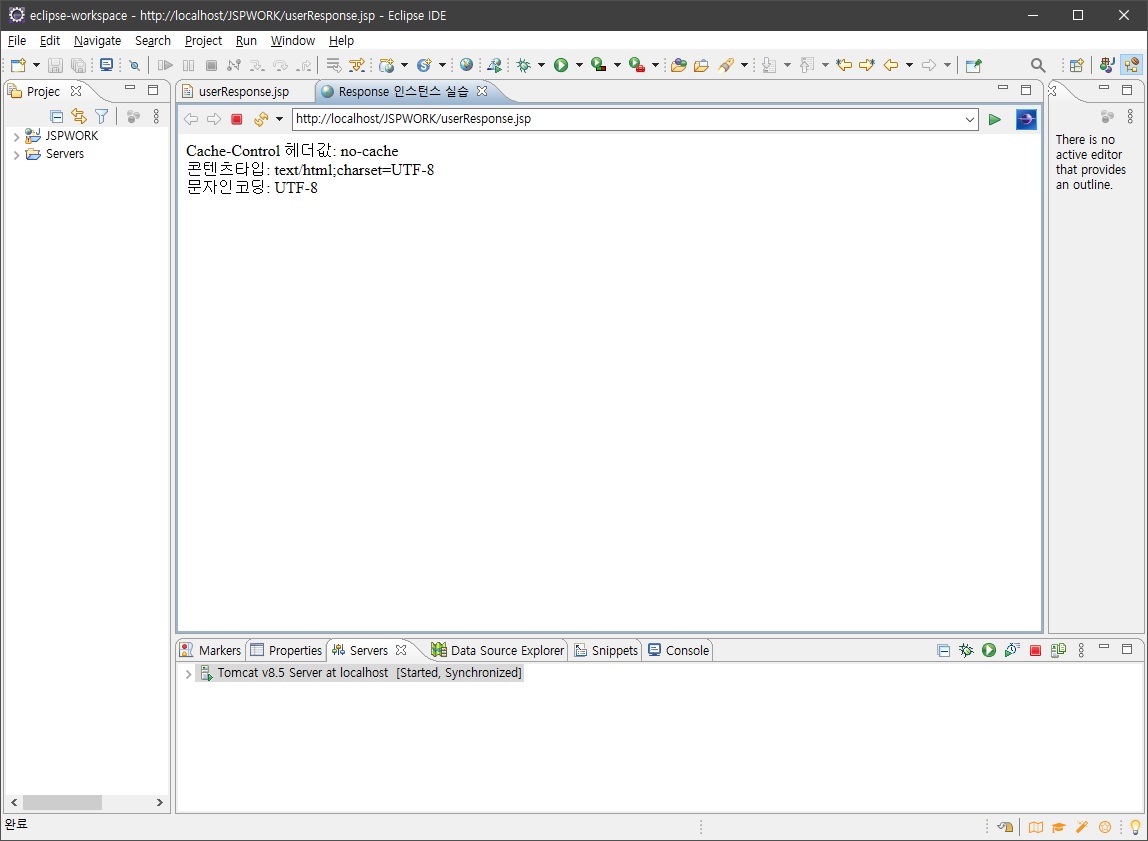 eclipse-workspace - http://localhost/JSPWORK/userResponse.jsp - Eclipse IDE
File Edit Navigate Search Project Run Window Help
Projec
userResponse.jsp
Response 인스턴스 실습
http://localhost/JSPWORK/userResponse.jsp
JSPWORK
Servers
Cache-Control 헤더값: no-cache
콘텐츠타입: text/html;charset=UTF-8
문자인코딩: UTF-8
There is no
active editor
that provides
an outline.
Markers Properties Servers Data Source Explorer Snippets Console
Tomcat v8.5 Server at localhost [Started, Synchronized]
완료